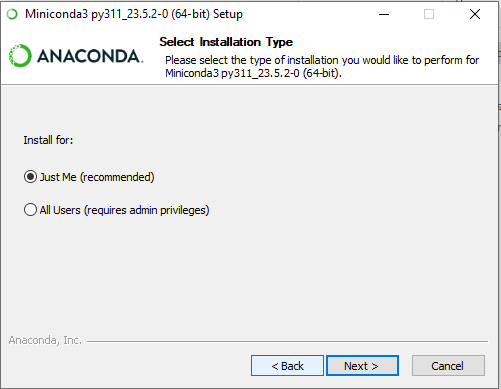 Miniconda3 py311_23.5.2-0 (64-bit) Setup
ANACONDA.
Select Installation Type
Please select the type of installation you would like to perform for
Miniconda3 py311_23.5.2-0 (64-bit).
Install for:
Just Me (recommended)
All Users (requires admin privileges)
Anaconda, Inc.
< Back
Next >
Cancel